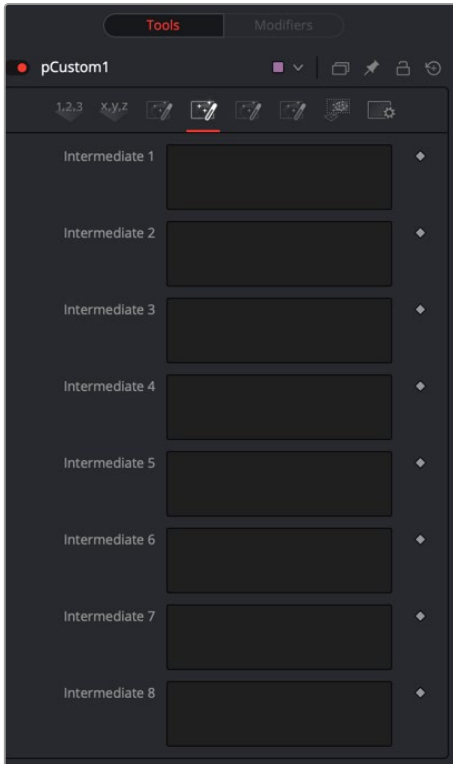 Tools Modifiers
pCustom1
1,2,3 x,y,z
Intermediate 1
Intermediate 2
Intermediate 3
Intermediate 4
Intermediate 5
Intermediate 6
Intermediate 7
Intermediate 8